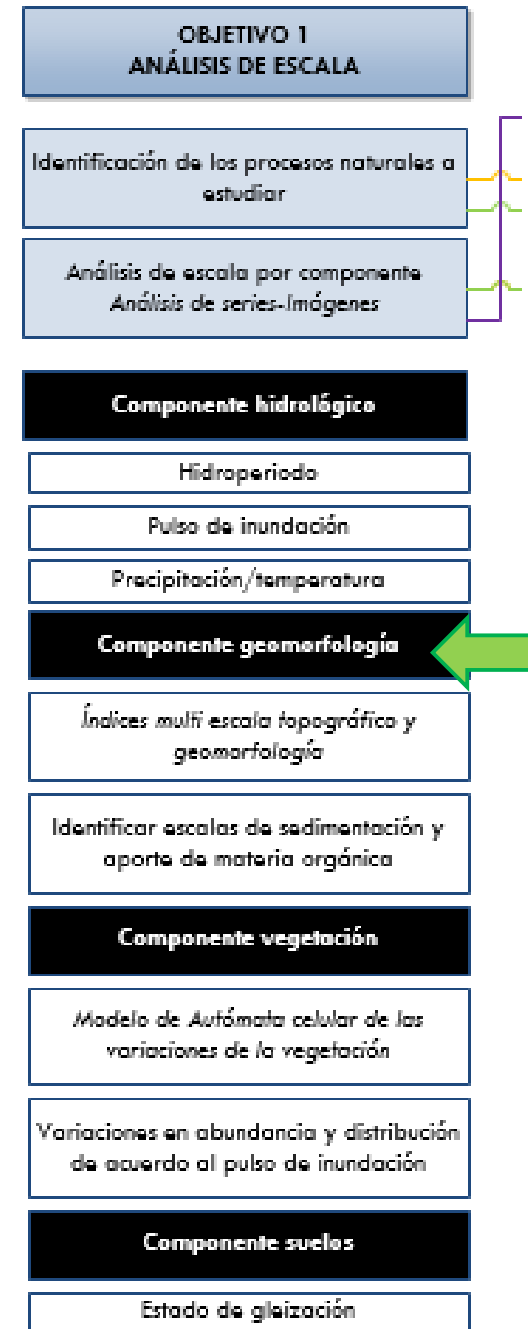 OBJETIVO 1
ANÁLISIS DE ESCALA
Identificación de los procesos naturales a
estudiar
Análisis de escala por componente
Análisis de series-Imágenes
Componente hidrológico
Hidroperiodo
Pulso de inundación
Precipitación/temperatura
Componente geomorfología
Índices multi escala topográfico y
geomorfología
Identificar escalas de sedimentación y
aporte de materia orgánica
Componente vegetación
Modelo de Autómata celular de las
variaciones de la vegetación
Variaciones en abundancia y distribución
de acuerdo al pulso de inundación
Componente suelos
Estado de gleización